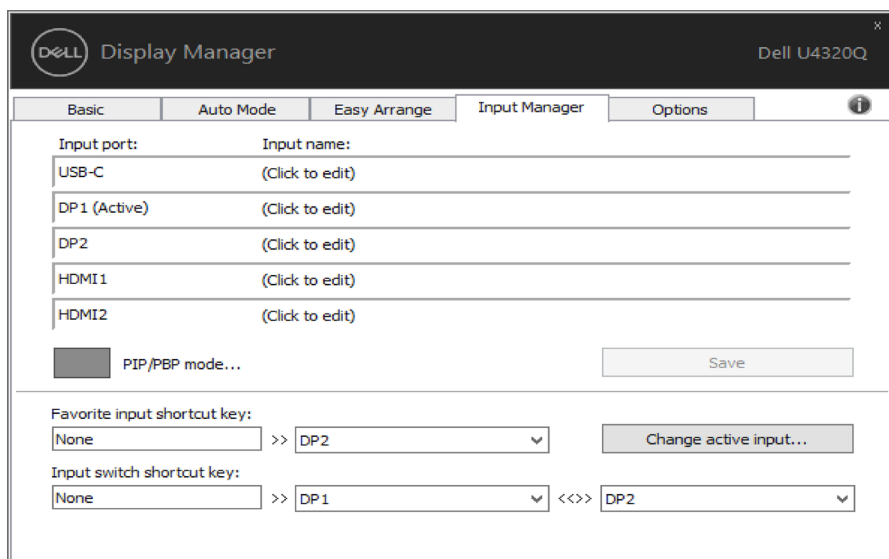 DELL Display Manager Dell U4320Q x
Basic Auto Mode Easy Arrange Input Manager Options i
Input port: Input name:
USB-C (Click to edit)
DP1 (Active) (Click to edit)
DP2 (Click to edit)
HDMI1 (Click to edit)
HDMI2 (Click to edit)
PIP/PBP mode... Save
Favorite input shortcut key:
None >> DP2 Change active input...
Input switch shortcut key:
None >> DP1 <<>> DP2